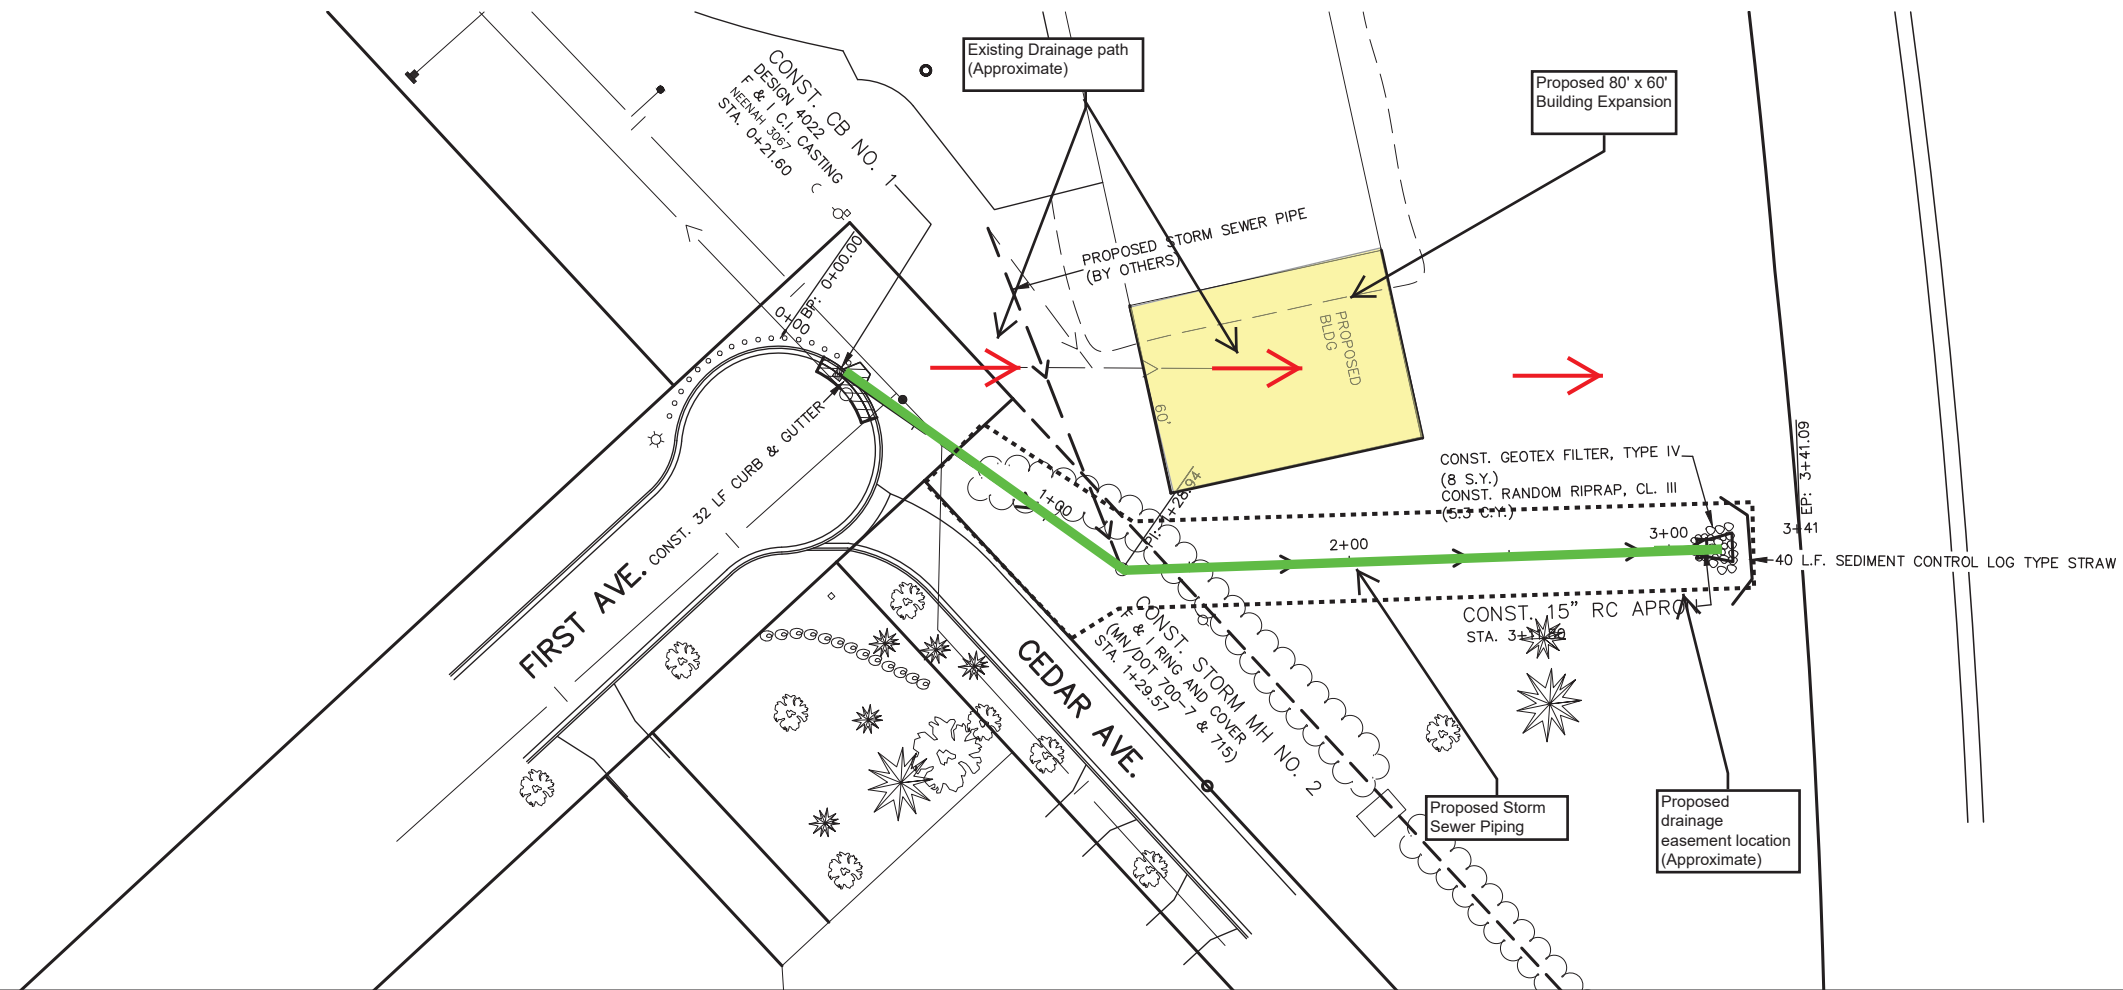 Existing Drainage path
(Approximate)
Proposed 80' x 60'
Building Expansion
CONST. CB NO. 1
DESIGN 4022
F & I C.I. CASTING
NEENAH 3067
STA. 0+21.60
PROPOSED STORM SEWER PIPE
(BY OTHERS)
BP: 0+00.00
0+00
PROPOSED
BLDG
60'
CONST. 32 LF CURB & GUTTER
FIRST AVE.
1+00
PI: 1+28.94
CONST. GEOTEX FILTER, TYPE IV
(8 S.Y.)
CONST. RANDOM RIPRAP, CL. III
(5.3 C.Y.)
EP: 3+41.09
2+00
3+00
3+41
40 L.F. SEDIMENT CONTROL LOG TYPE STRAW
CONST. 15" RC APRON
STA.
CONST. STORM MH NO. 2
F & I RING AND COVER
(MN/DOT 700-7 & 715)
STA. 1+29.57
CEDAR AVE.
Proposed Storm
Sewer Piping
Proposed
drainage
easement location
(Approximate)